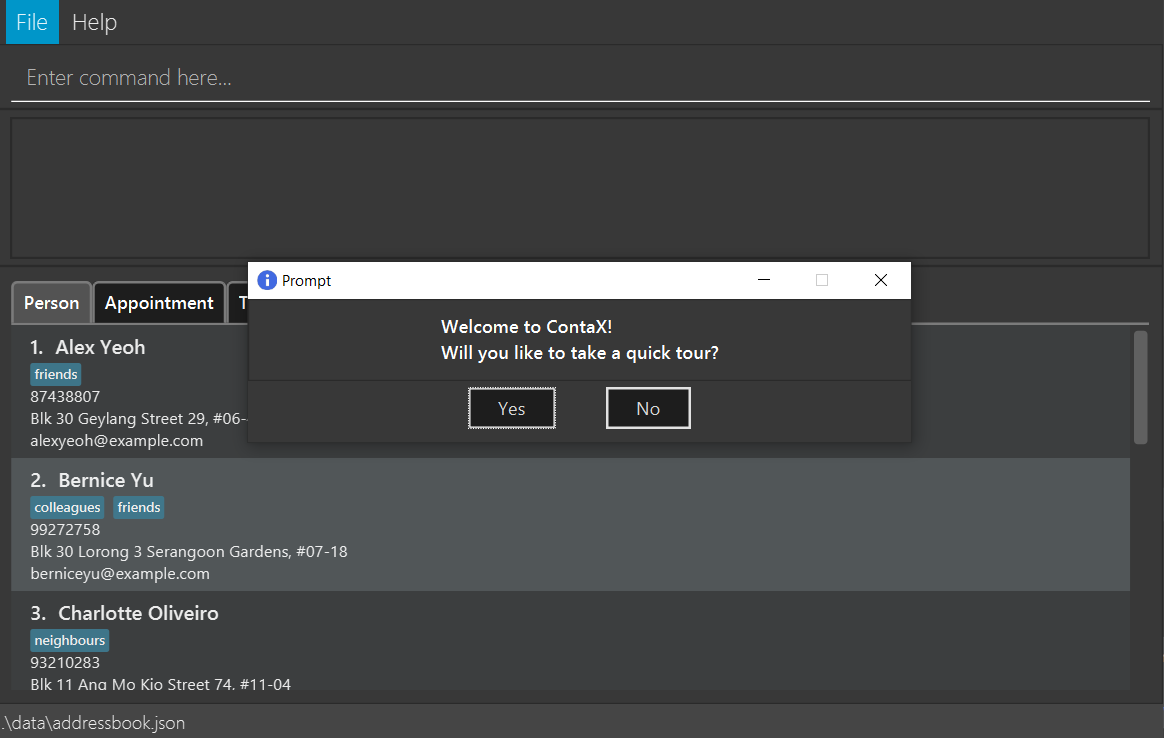 File Help
Enter command here...
Prompt
Person Appointment T
Welcome to ContaX!
Will you like to take a quick tour?
Yes No
1. Alex Yeoh
friends
87438807
Blk 30 Geylang Street 29, #06-
alexyeoh@example.com
2. Bernice Yu
colleagues friends
99272758
Blk 30 Lorong 3 Serangoon Gardens, #07-18
berniceyu@example.com
3. Charlotte Oliveiro
neighbours
93210283
Blk 11 Ang Mo Kio Street 74, #11-04
.\data\addressbook.json